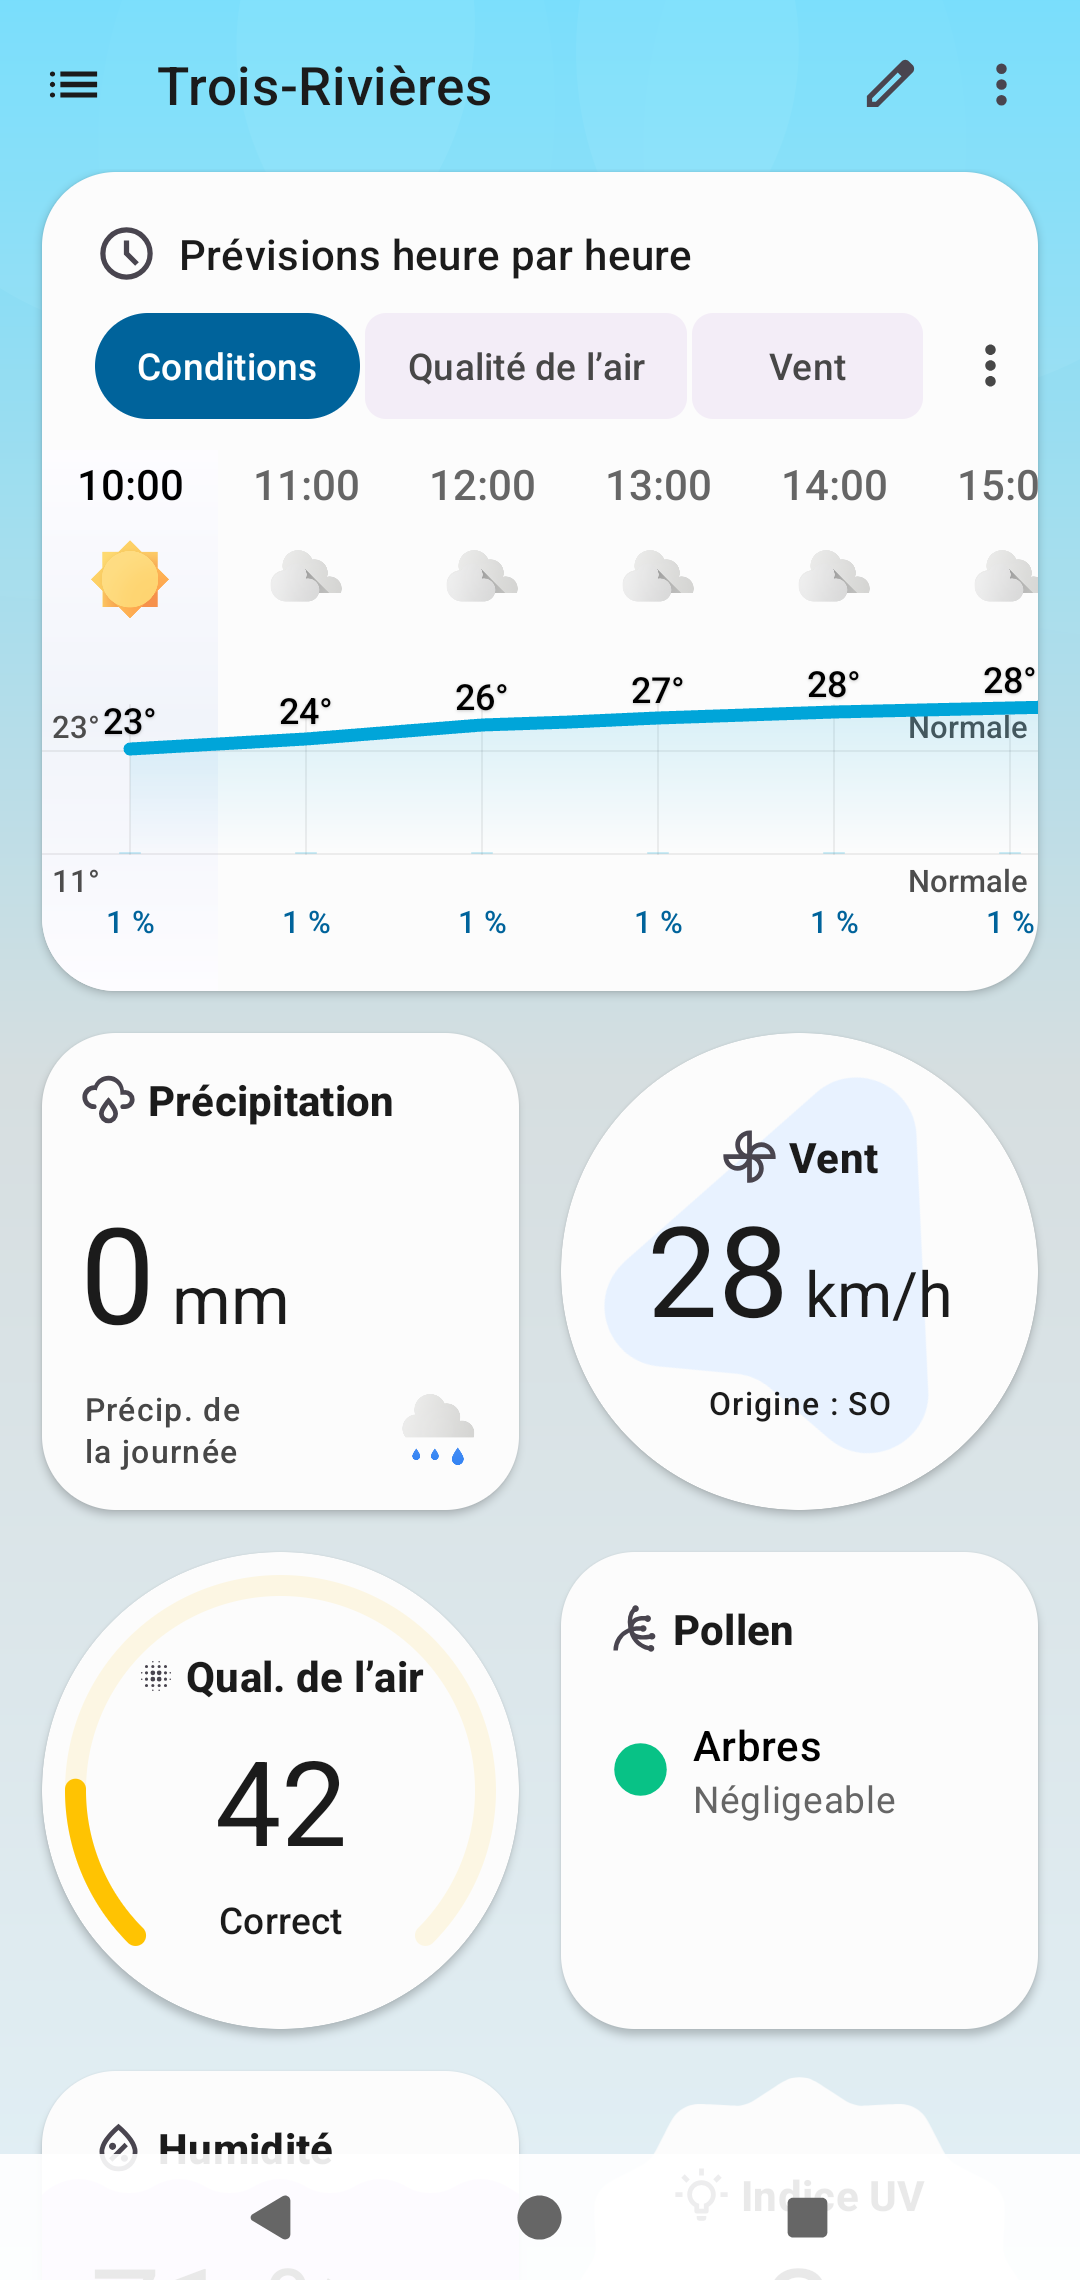 Trois-Rivières
Prévisions heure par heure
Conditions Qualité de l’air Vent
10:00 11:00 12:00 13:00 14:00 15:0
23° 23° 24° 26° 27° 28° 28°
Normale
11° Normale
1 % 1 % 1 % 1 % 1 % 1 %
Précipitation
0 mm
Précip. de
la journée
Vent
28 km/h
Origine : SO
Qual. de l’air
42
Correct
Pollen
Arbres
Négligeable
Humidité
Indice UV